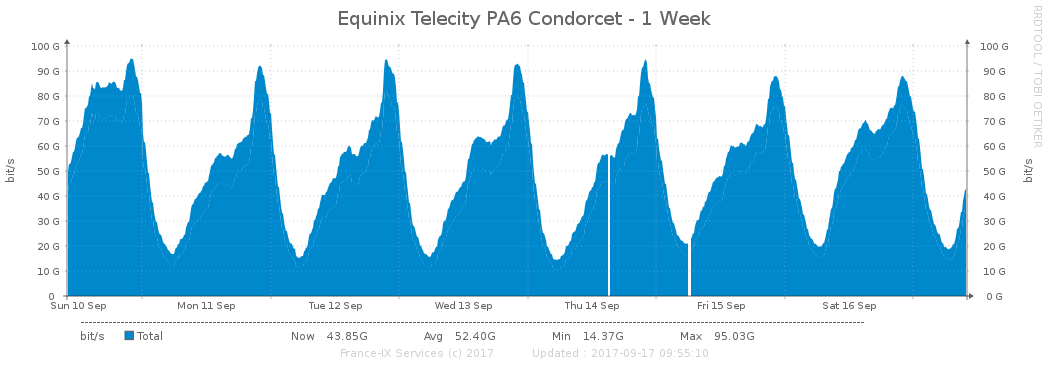 Equinix Telecity PA6 Condorcet - 1 Week
RRDTOOL / TOBI OETIKER
100 G 100 G
90 G 90 G
80 G 80 G
70 G 70 G
60 G 60 G
50 G 50 G
40 G 40 G
30 G 30 G
20 G 20 G
10 G 10 G
0 0 G
bit/s
bit/s
Sun 10 Sep Mon 11 Sep Tue 12 Sep Wed 13 Sep Thu 14 Sep Fri 15 Sep Sat 16 Sep
bit/s Total Now 43.85G Avg 52.40G Min 14.37G Max 95.03G
France-IX Services (c) 2017 Updated : 2017-09-17 09:55:10